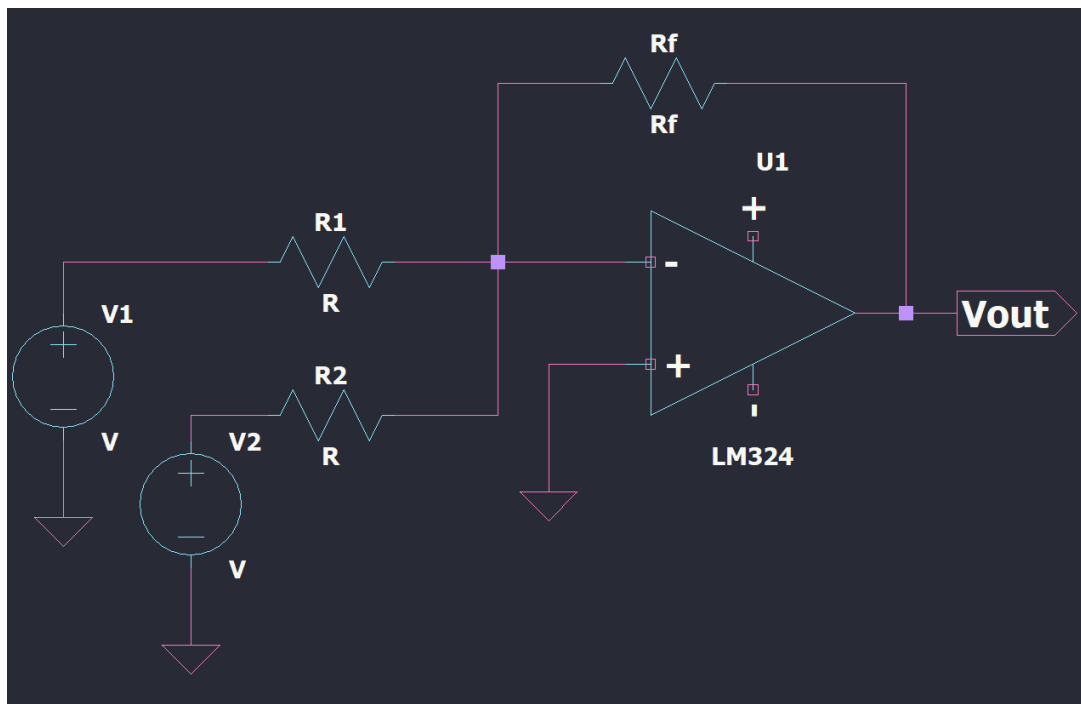 Rf
Rf
U1
+
R1
-
V1
+
Vout
R
R2
+
-
V
V2
LM324
R
V